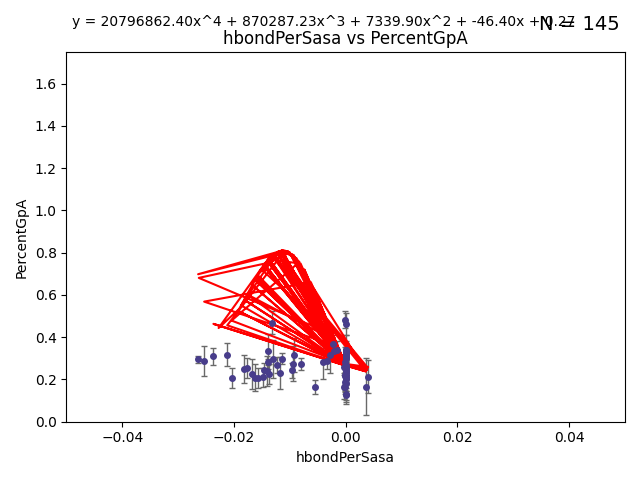 y = 20796862.40x^4 + 870287.23x^3 + 7339.90x^2 + -46.40x + 0.27
N = 145
hbondPerSasa vs PercentGpA
PercentGpA
1.6
1.4
1.2
1.0
0.8
0.6
0.4
0.2
0.0
−0.04 −0.02 0.00 0.02 0.04
hbondPerSasa